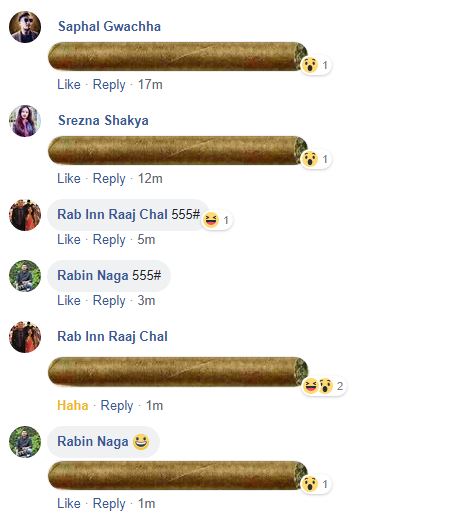 Saphal Gwachha
1
Like · Reply · 17m
Srezna Shakya
1
Like · Reply · 12m
Rab Inn Raaj Chal 555#
1
Like · Reply · 5m
Rabin Naga 555#
Like · Reply · 3m
Rab Inn Raaj Chal
2
Haha · Reply · 1m
Rabin Naga 😀
1
Like · Reply · 1m